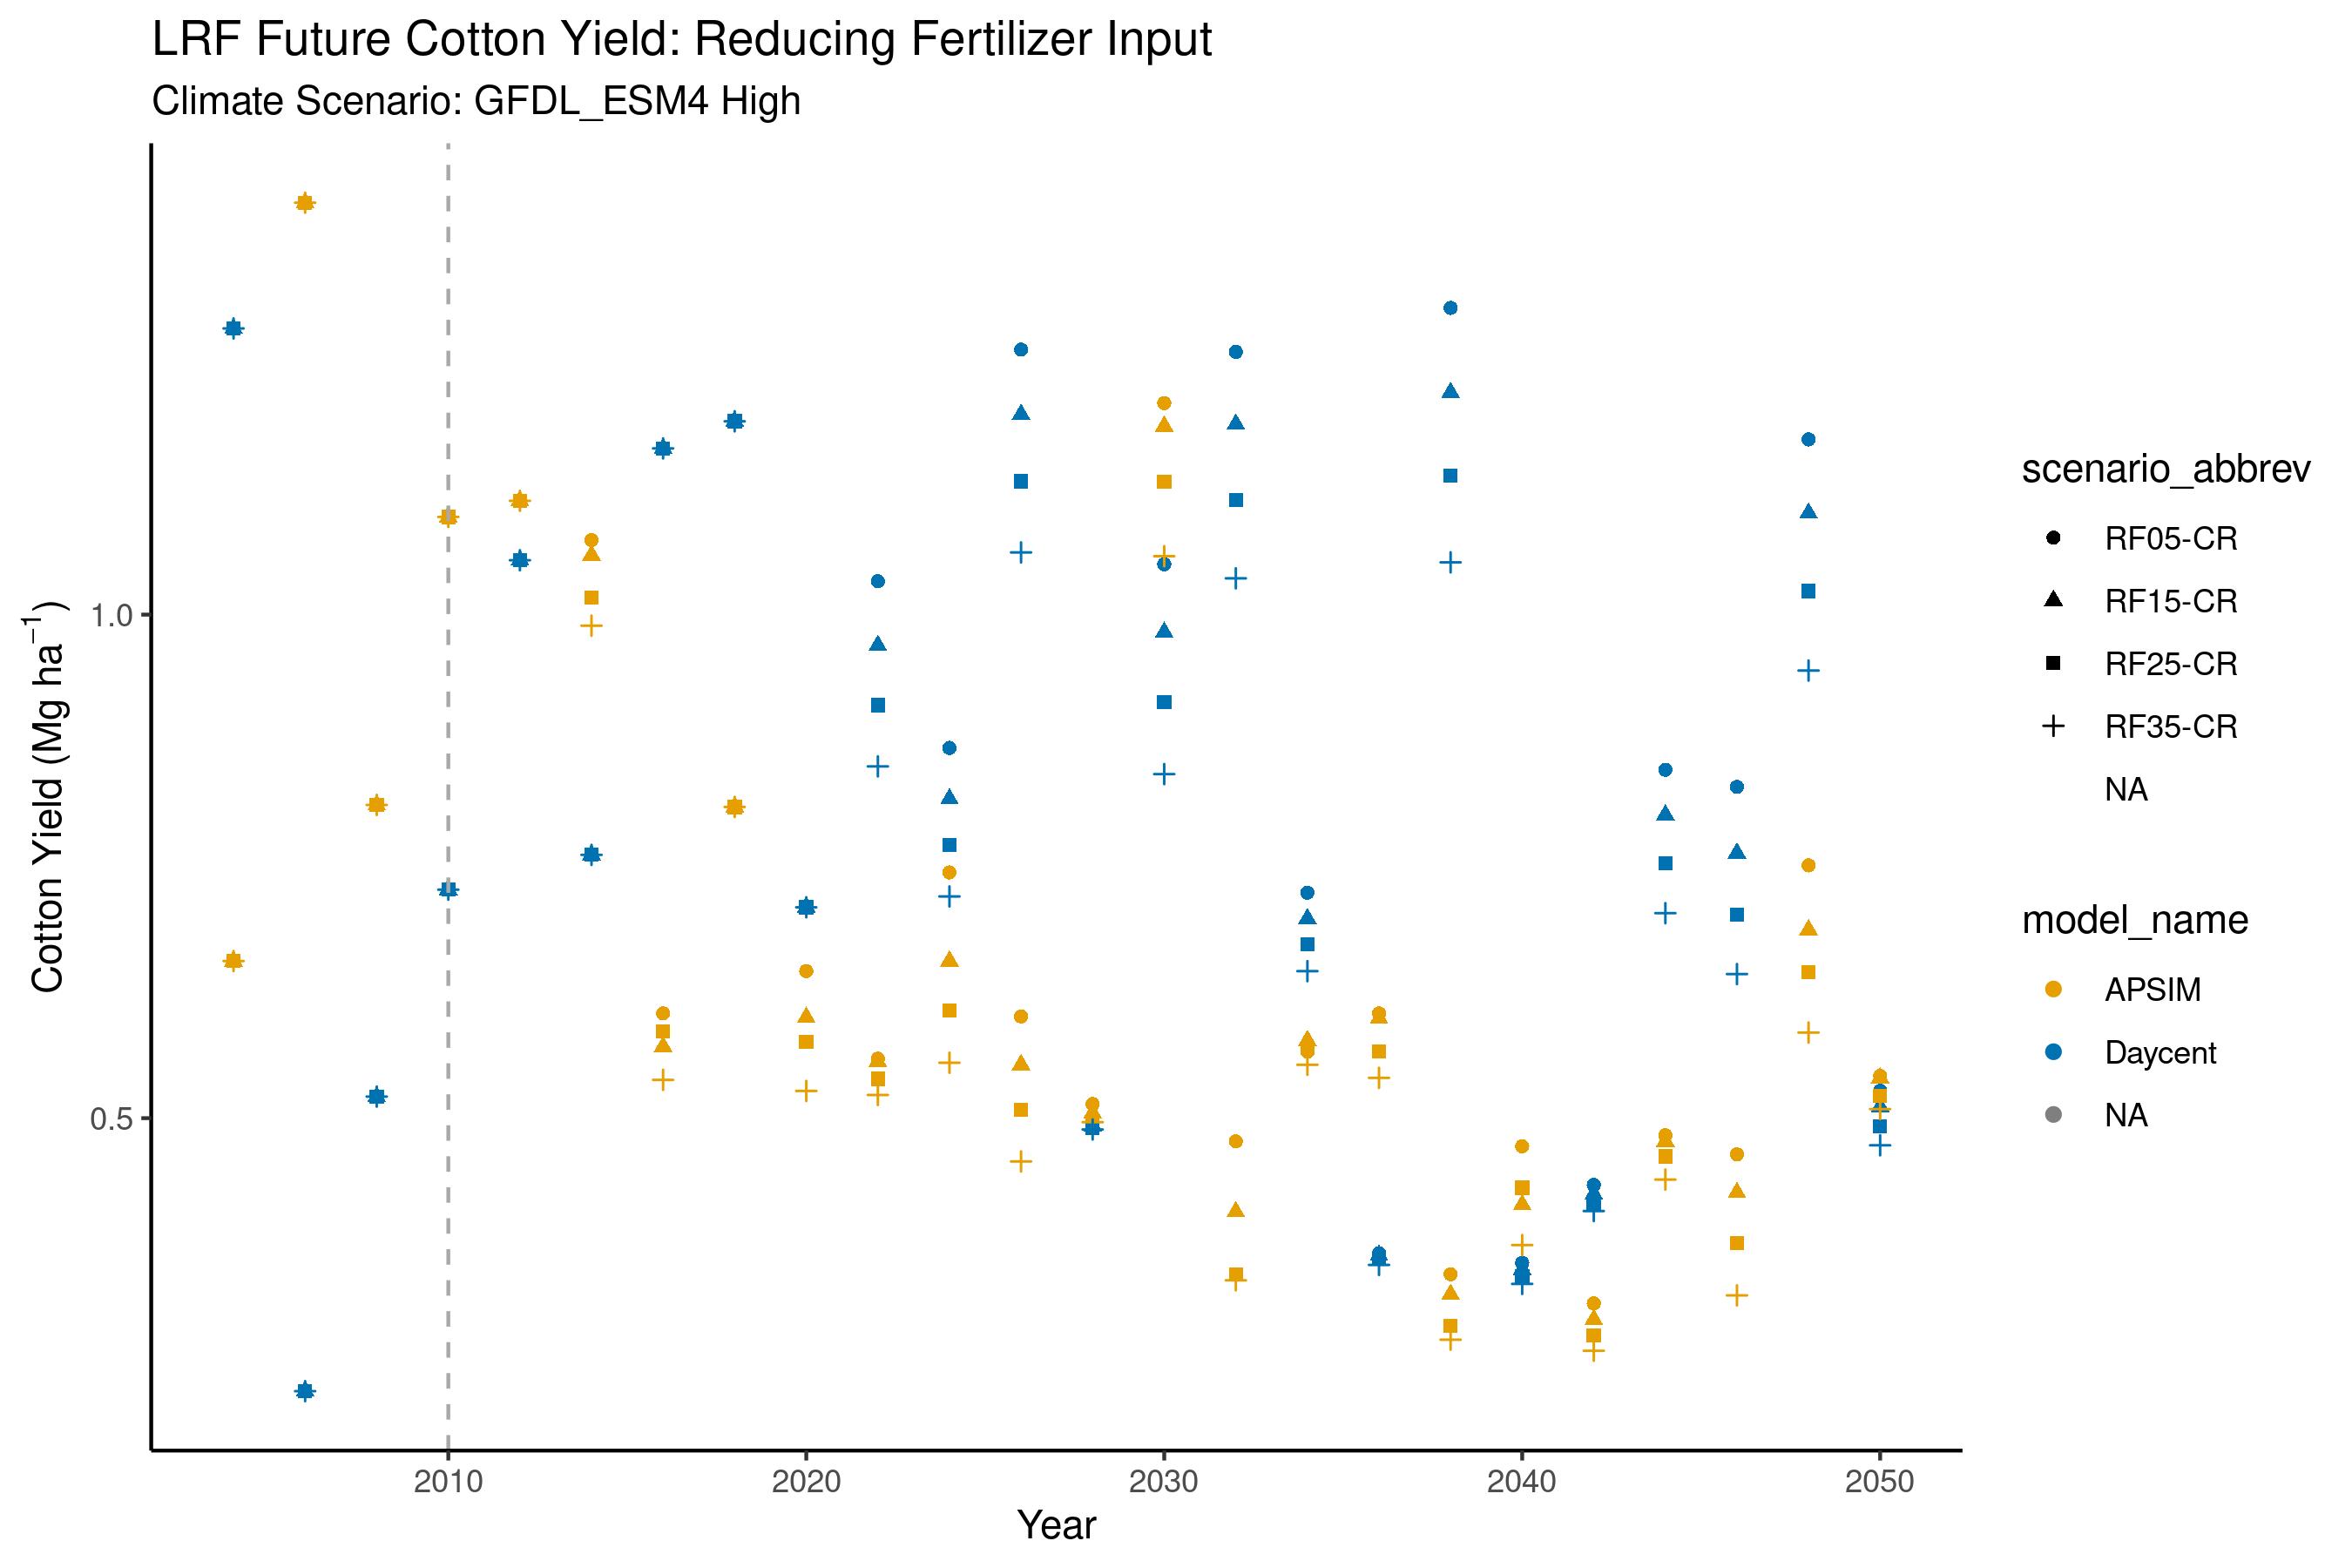 LRF Future Cotton Yield: Reducing Fertilizer Input
Climate Scenario: GFDL_ESM4 High
Cotton Yield (Mg ha⁻¹)
1.0
0.5
2010
2020
2030
2040
2050
Year
scenario_abbrev
RF05-CR
RF15-CR
RF25-CR
RF35-CR
NA
model_name
APSIM
Daycent
NA